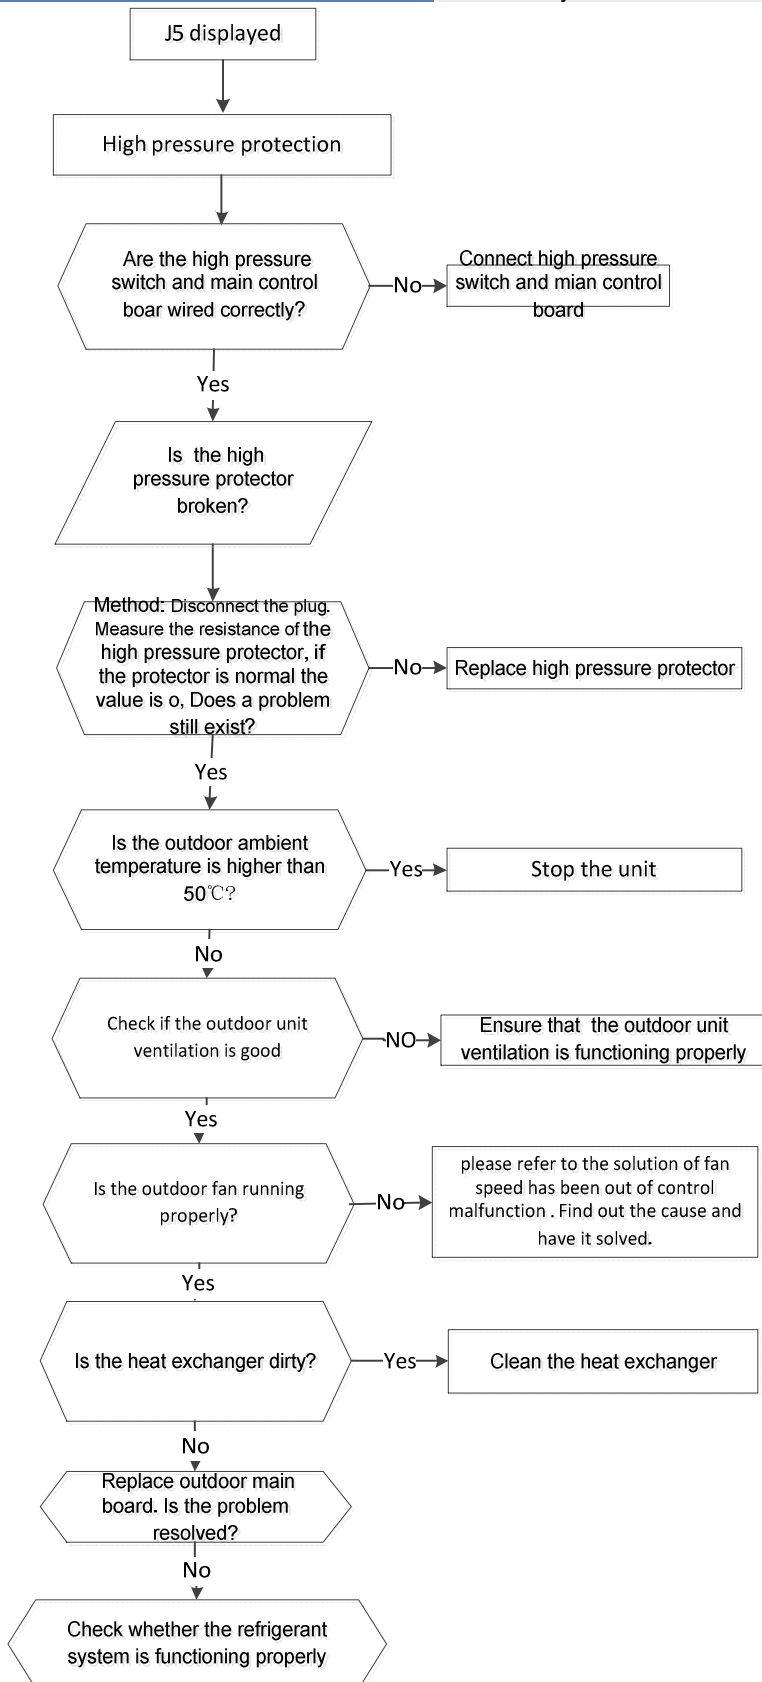 J5 displayed
High pressure protection
Are the high pressure
switch and main control
boar wired correctly?
No
Connect high pressure
switch and mian control
board
Yes
Is the high
pressure protector
broken?
Method: Disconnect the plug.
Measure the resistance of the
high pressure protector, if
the protector is normal the
value is o, Does a problem
still exist?
No
Replace high pressure protector
Yes
Is the outdoor ambient
temperature is higher than
50℃?
Yes
Stop the unit
No
Check if the outdoor unit
ventilation is good
NO
Ensure that the outdoor unit
ventilation is functioning properly
Yes
Is the outdoor fan running
properly?
No
please refer to the solution of fan
speed has been out of control
malfunction . Find out the cause and
have it solved.
Yes
Is the heat exchanger dirty?
Yes
Clean the heat exchanger
No
Replace outdoor main
board. Is the problem
resolved?
No
Check whether the refrigerant
system is functioning properly